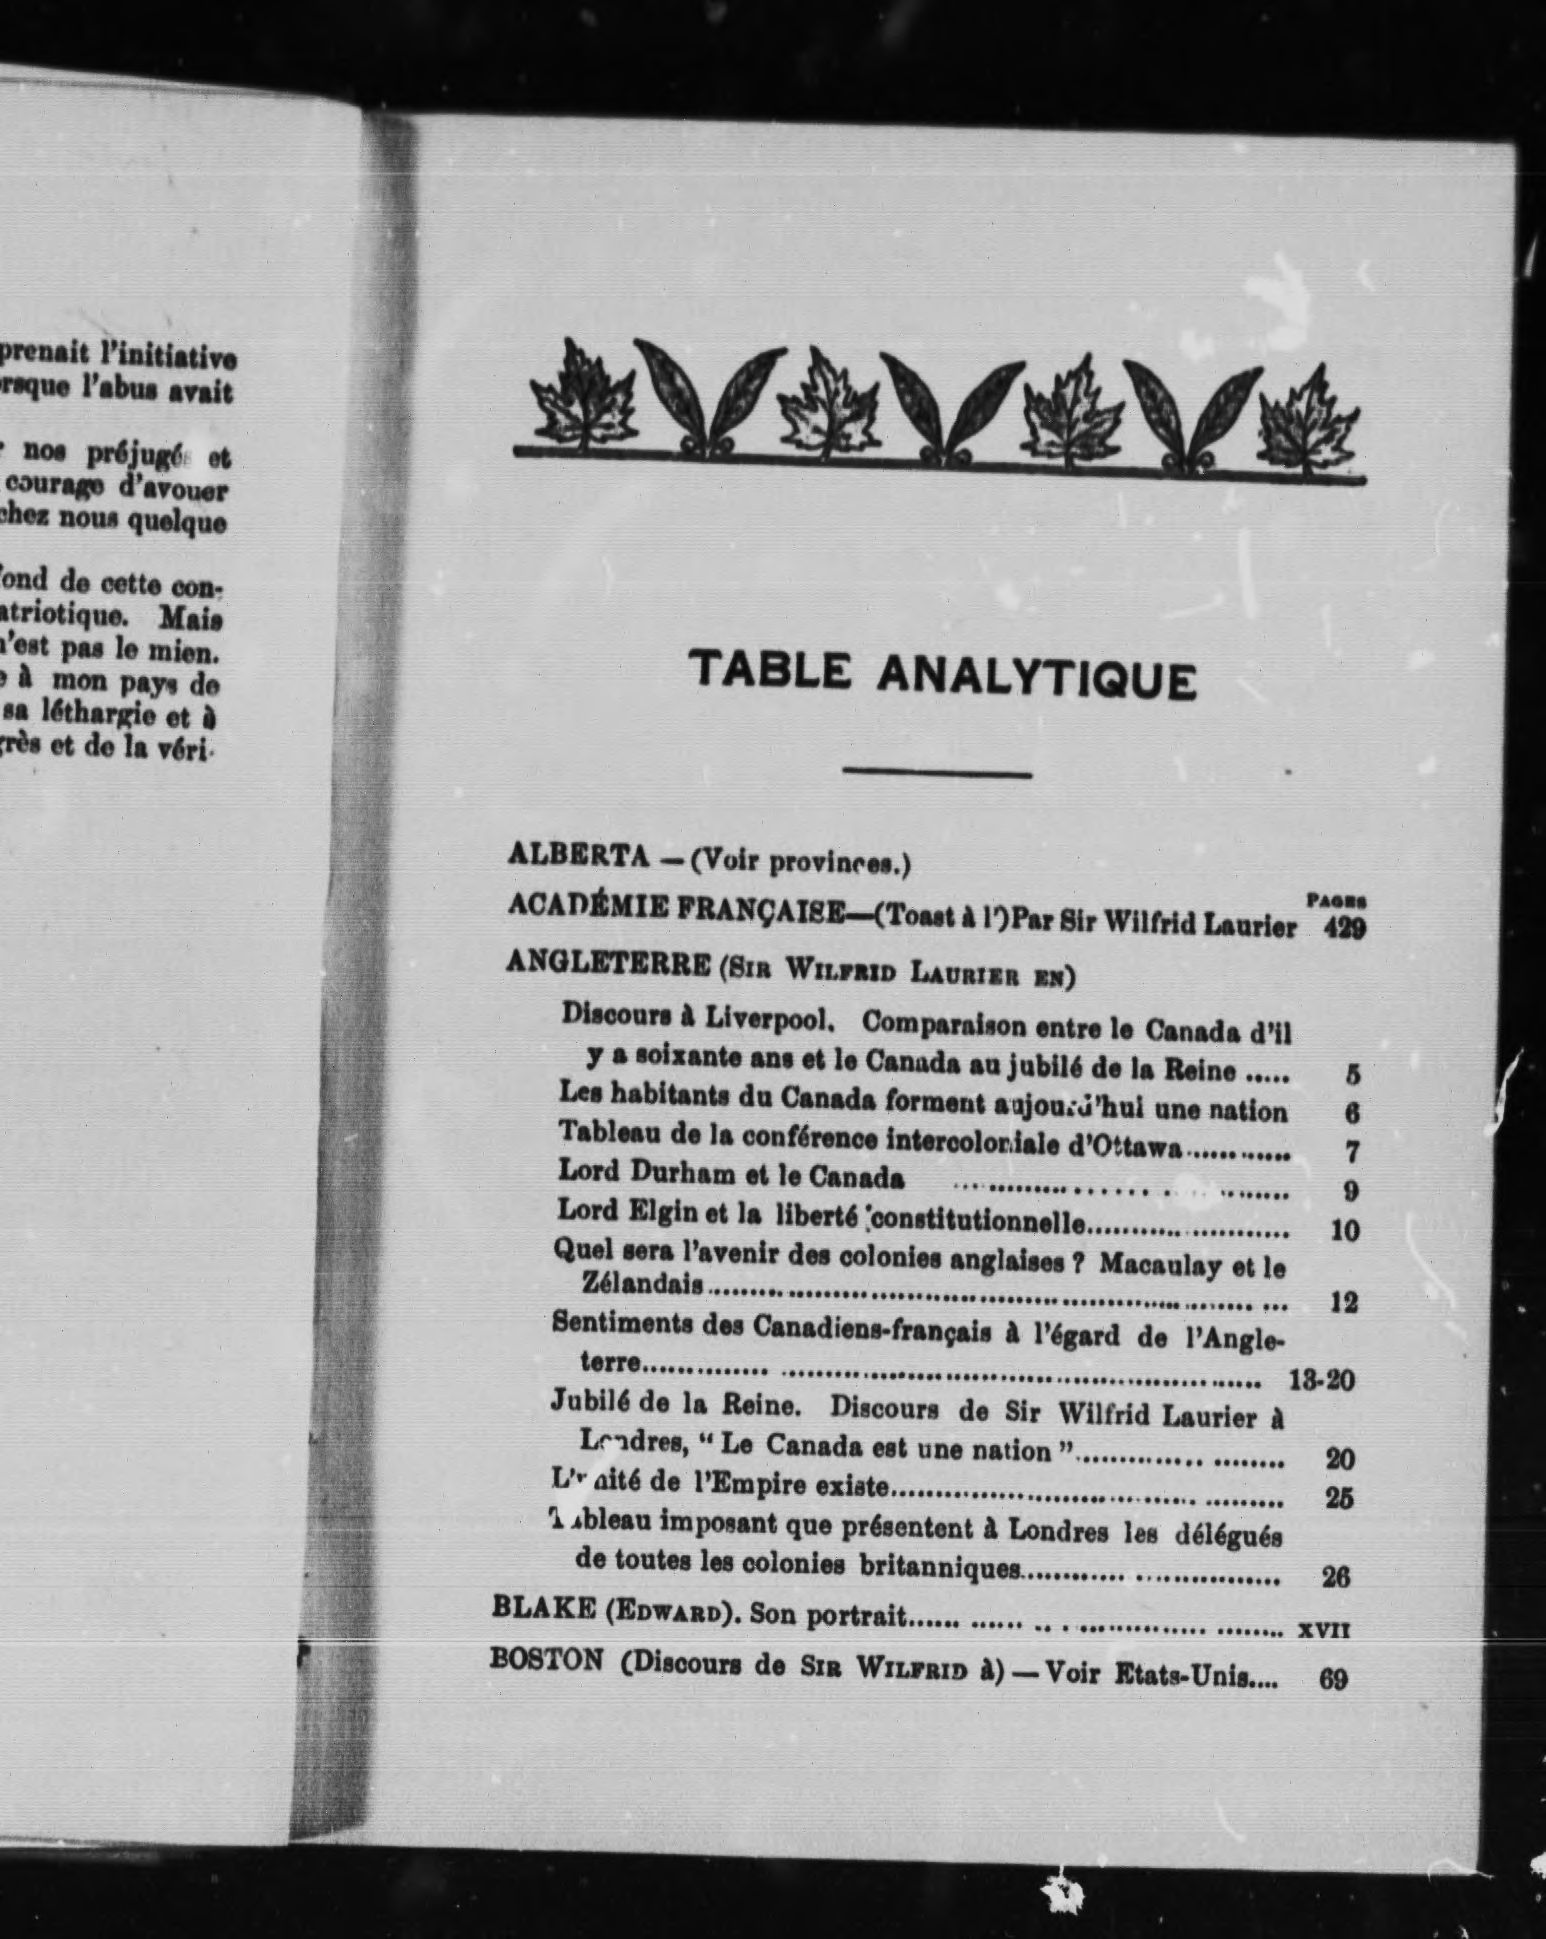 prenait l'initiative
rsque l'abus avait
nos préjugés et
courage d'avouer
chez nous quelque
fond de cette con-
atriotique. Mais
n'est pas le mien.
à mon pays de
sa léthargie et à
grès et de la véri-
TABLE ANALYTIQUE
ALBERTA — (Voir provinces.)
PAGES
ACADÉMIE FRANÇAISE—(Toast à l')Par Sir Wilfrid Laurier 429
ANGLETERRE (SIR WILFRID LAURIER EN)
Discours à Liverpool. Comparaison entre le Canada d'il
y a soixante ans et le Canada au jubilé de la Reine ..... 5
Les habitants du Canada forment aujourd'hui une nation 6
Tableau de la conférence intercoloniale d'Ottawa............ 7
Lord Durham et le Canada ........................ 9
Lord Elgin et la liberté constitutionnelle....................... 10
Quel sera l'avenir des colonies anglaises ? Macaulay et le
Zélandais................................................................ 12
Sentiments des Canadiens-français à l'égard de l'Angle-
terre.............. ..................................................... 13-20
Jubilé de la Reine. Discours de Sir Wilfrid Laurier à
Londres, “ Le Canada est une nation ”...................... 20
L'unité de l'Empire existe........................................... 25
Tableau imposant que présentent à Londres les délégués
de toutes les colonies britanniques............................ 26
BLAKE (EDWARD). Son portrait...... ...... .. . .............. ........ XVII
BOSTON (Discours de SIR WILFRID à) — Voir Etats-Unis.... 69